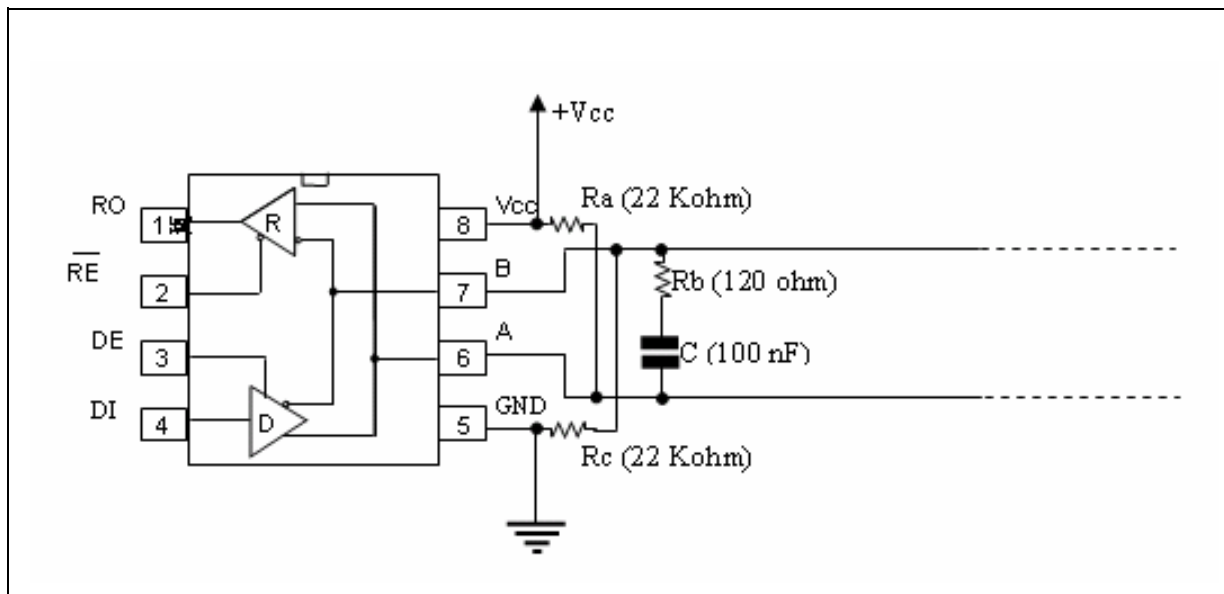 +Vcc
RO
1
R
Vcc
8
Ra (22 Kohm)
RE
2
B
7
Rb (120 ohm)
DE
3
A
6
C (100 nF)
DI
4
D
GND
5
Rc (22 Kohm)